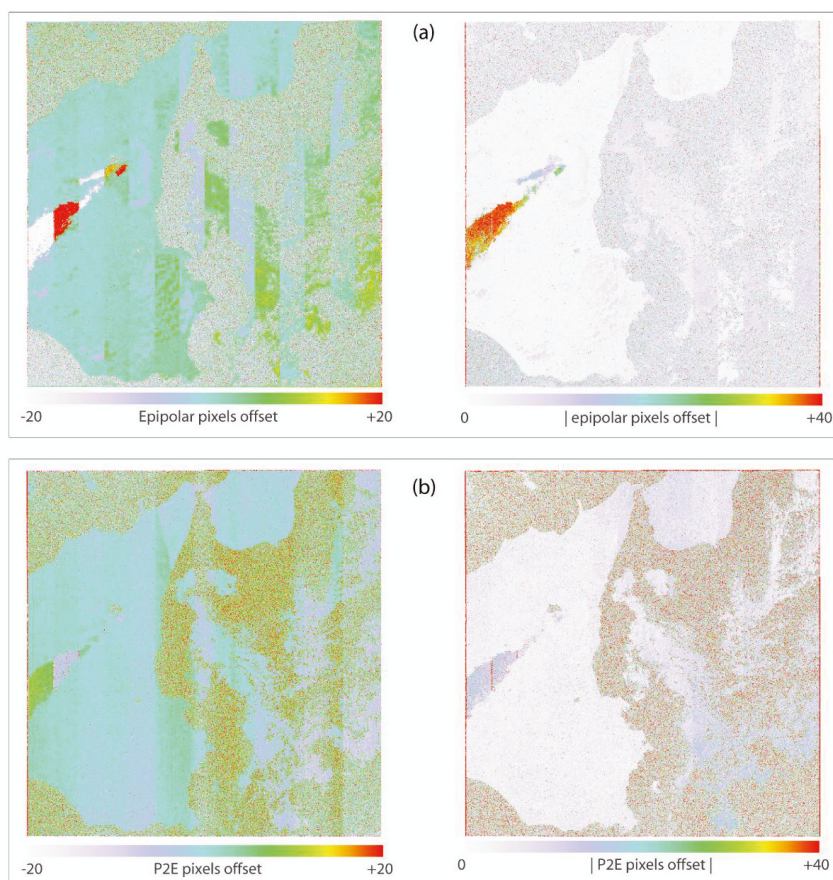 (a)
-20 Epipolar pixels offset +20
0 | epipolar pixels offset | +40
(b)
-20 P2E pixels offset +20
0 | P2E pixels offset | +40